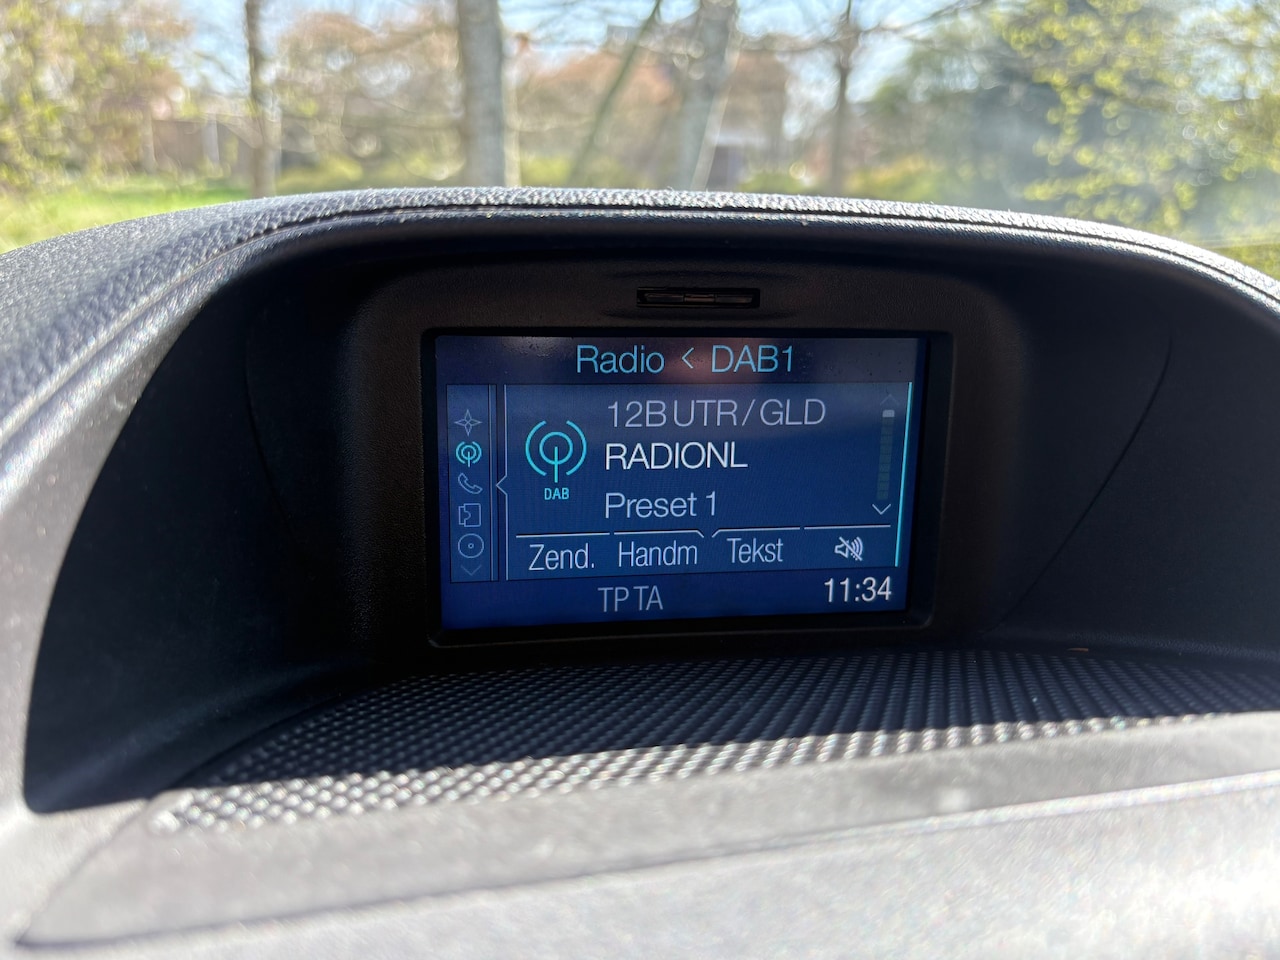 Radio < DAB1
12B UTR/GLD
RADIONL
DAB
Preset 1
Zend. Handm Tekst
TP TA 11:34